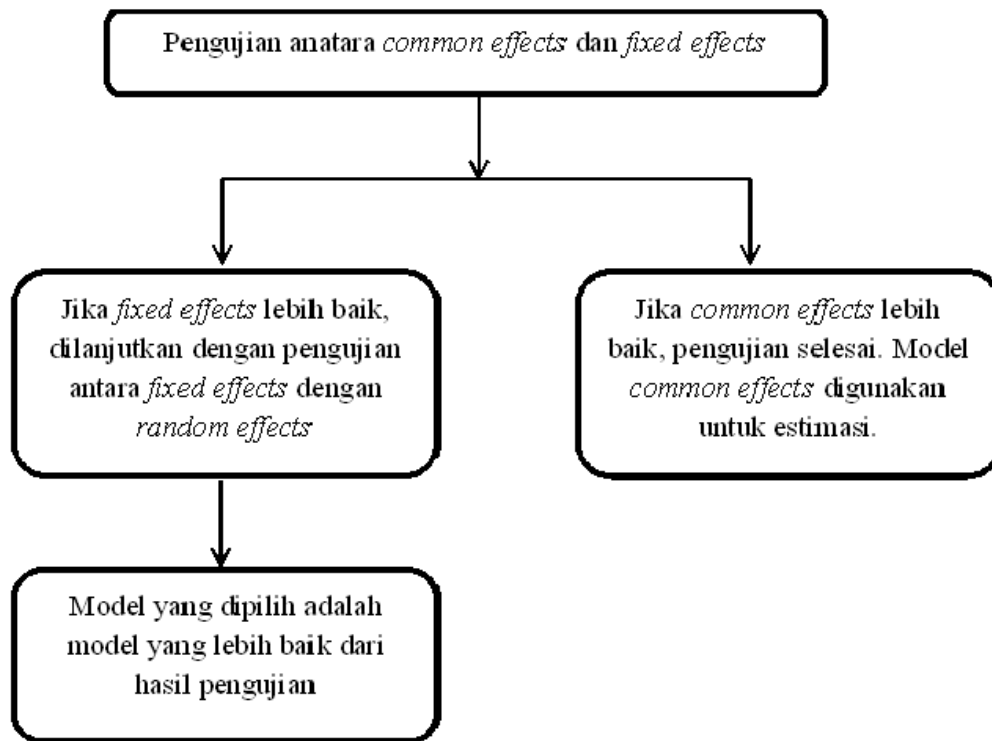 Pengujian anatara common effects dan fixed effects
Jika fixed effects lebih baik,
dilanjutkan dengan pengujian
antara fixed effects dengan
random effects
Jika common effects lebih
baik, pengujian selesai. Model
common effects digunakan
untuk estimasi.
Model yang dipilih adalah
model yang lebih baik dari
hasil pengujian